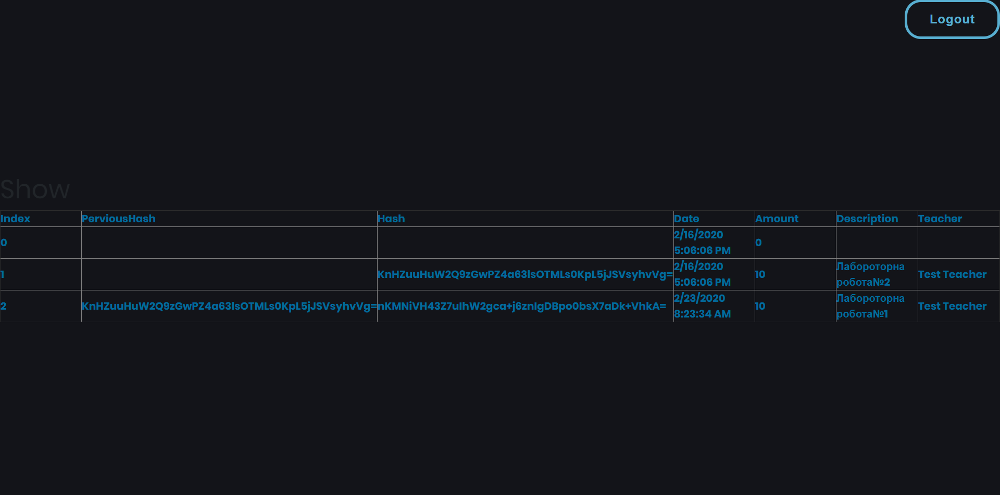 Logout
Show
Index PerviousHash Hash Date Amount Description Teacher
0 2/16/2020 5:06:06 PM 0
1 KnHZuuHuW2Q9zGwPZ4a63lsOTMLs0KpL5jJSVsyhvVg= 2/16/2020 5:06:06 PM 10 Лабороторна робота№2 Test Teacher
2 KnHZuuHuW2Q9zGwPZ4a63lsOTMLs0KpL5jJSVsyhvVg= nKMNiVH43Z7uIhW2gca+j6znIgDBpo0bsX7aDk+VhkA= 2/23/2020 8:23:34 AM 10 Лабороторна робота№1 Test Teacher